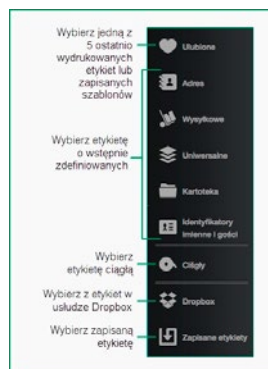 Wybierz jedną z
5 ostatnio
wydrukowanych
etykiet lub
zapisanych
szablonów
Wybierz etykietę
o wstępnie
zdefiniowanych
Wybierz
etykietę ciągłą
Wybierz z etykiet w
usłudze Dropbox
Wybierz zapisaną
etykietę
Ulubione
Adres
Wysyłkowe
Uniwersalne
Kartoteka
Identyfikatory
imienne i gości
Ciągły
Dropbox
Zapisane etykiety